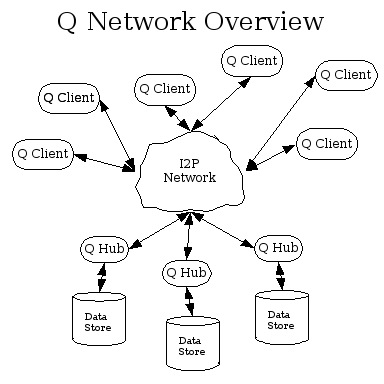 Q Network Overview
Q Client
Q Client
Q Client
Q Client
Q Client
Q Client
I2P
Network
Q Hub
Q Hub
Q Hub
Data
Store
Data
Store
Data
Store